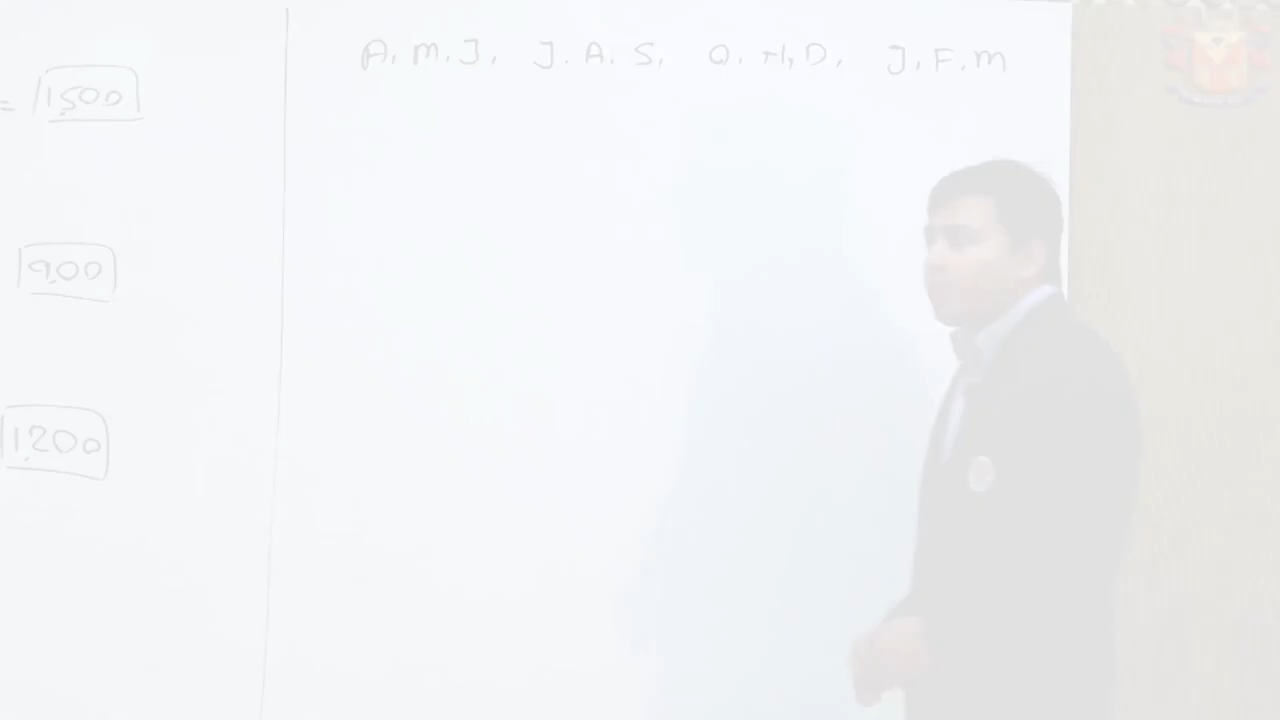 = 1500
A, M, J, J. A. S, O, N, D, J, F, M
900
1200